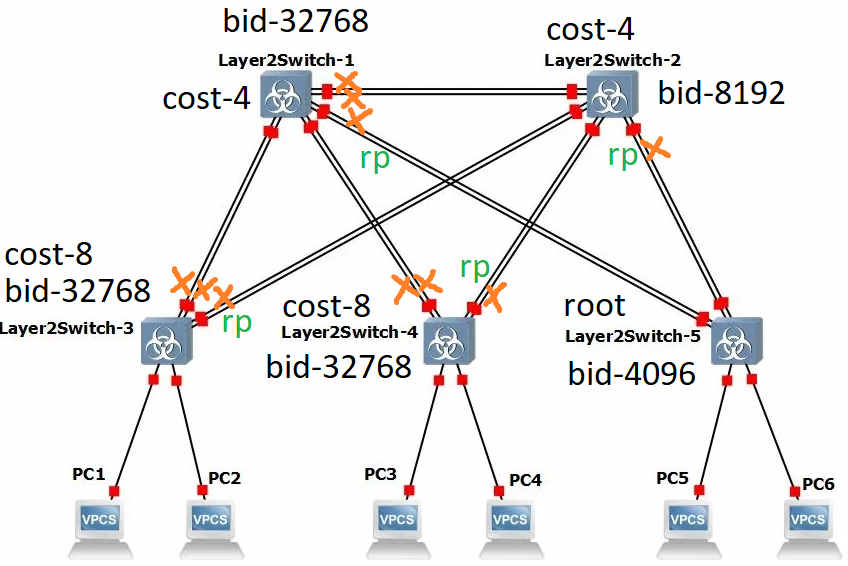 bid-32768
cost-4
Layer2Switch-1
Layer2Switch-2
cost-4
bid-8192
rp
rp
cost-8
bid-32768
rp
cost-8
root
Layer2Switch-3
rp
Layer2Switch-4
Layer2Switch-5
bid-32768
bid-4096
PC1
PC2
PC3
PC4
PC5
PC6
VPCS
VPCS
VPCS
VPCS
VPCS
VPCS